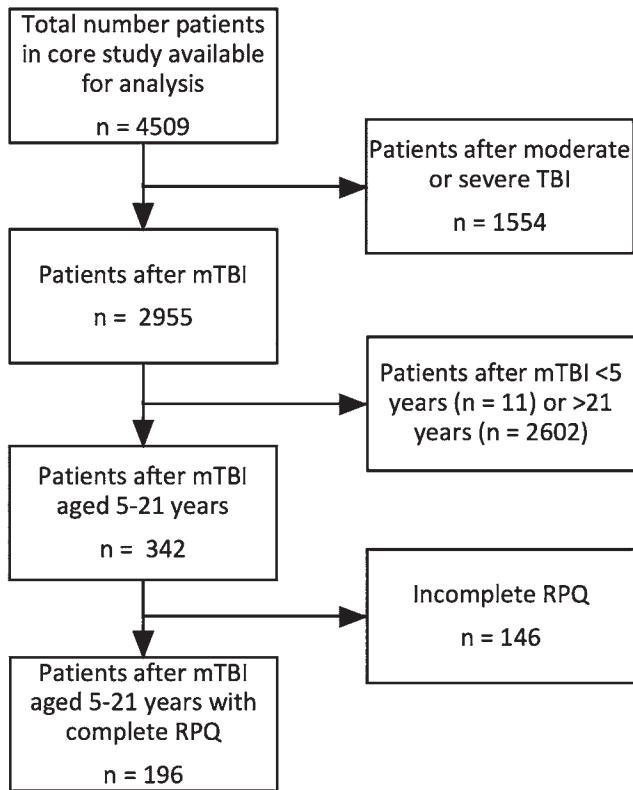 Total number patients
in core study available
for analysis
n = 4509
Patients after moderate
or severe TBI
n = 1554
Patients after mTBI
n = 2955
Patients after mTBI <5
years (n = 11) or >21
years (n = 2602)
Patients after mTBI
aged 5-21 years
n = 342
Incomplete RPQ
n = 146
Patients after mTBI
aged 5-21 years with
complete RPQ
n = 196